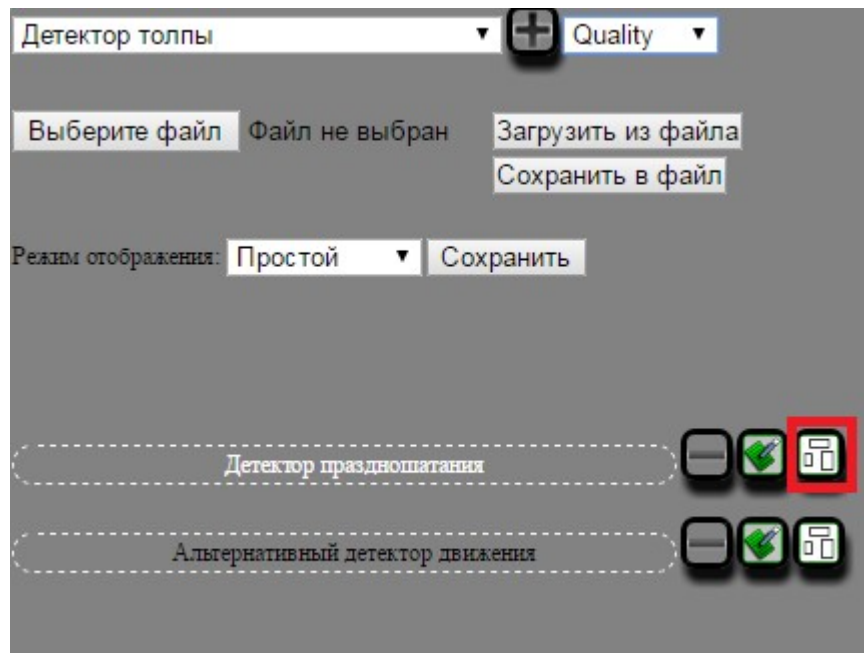 Детектор толпы Quality
Выберите файл Файл не выбран Загрузить из файла
Сохранить в файл
Режим отображения: Простой Сохранить
Детектор праздношатания
Альтернативный детектор движения